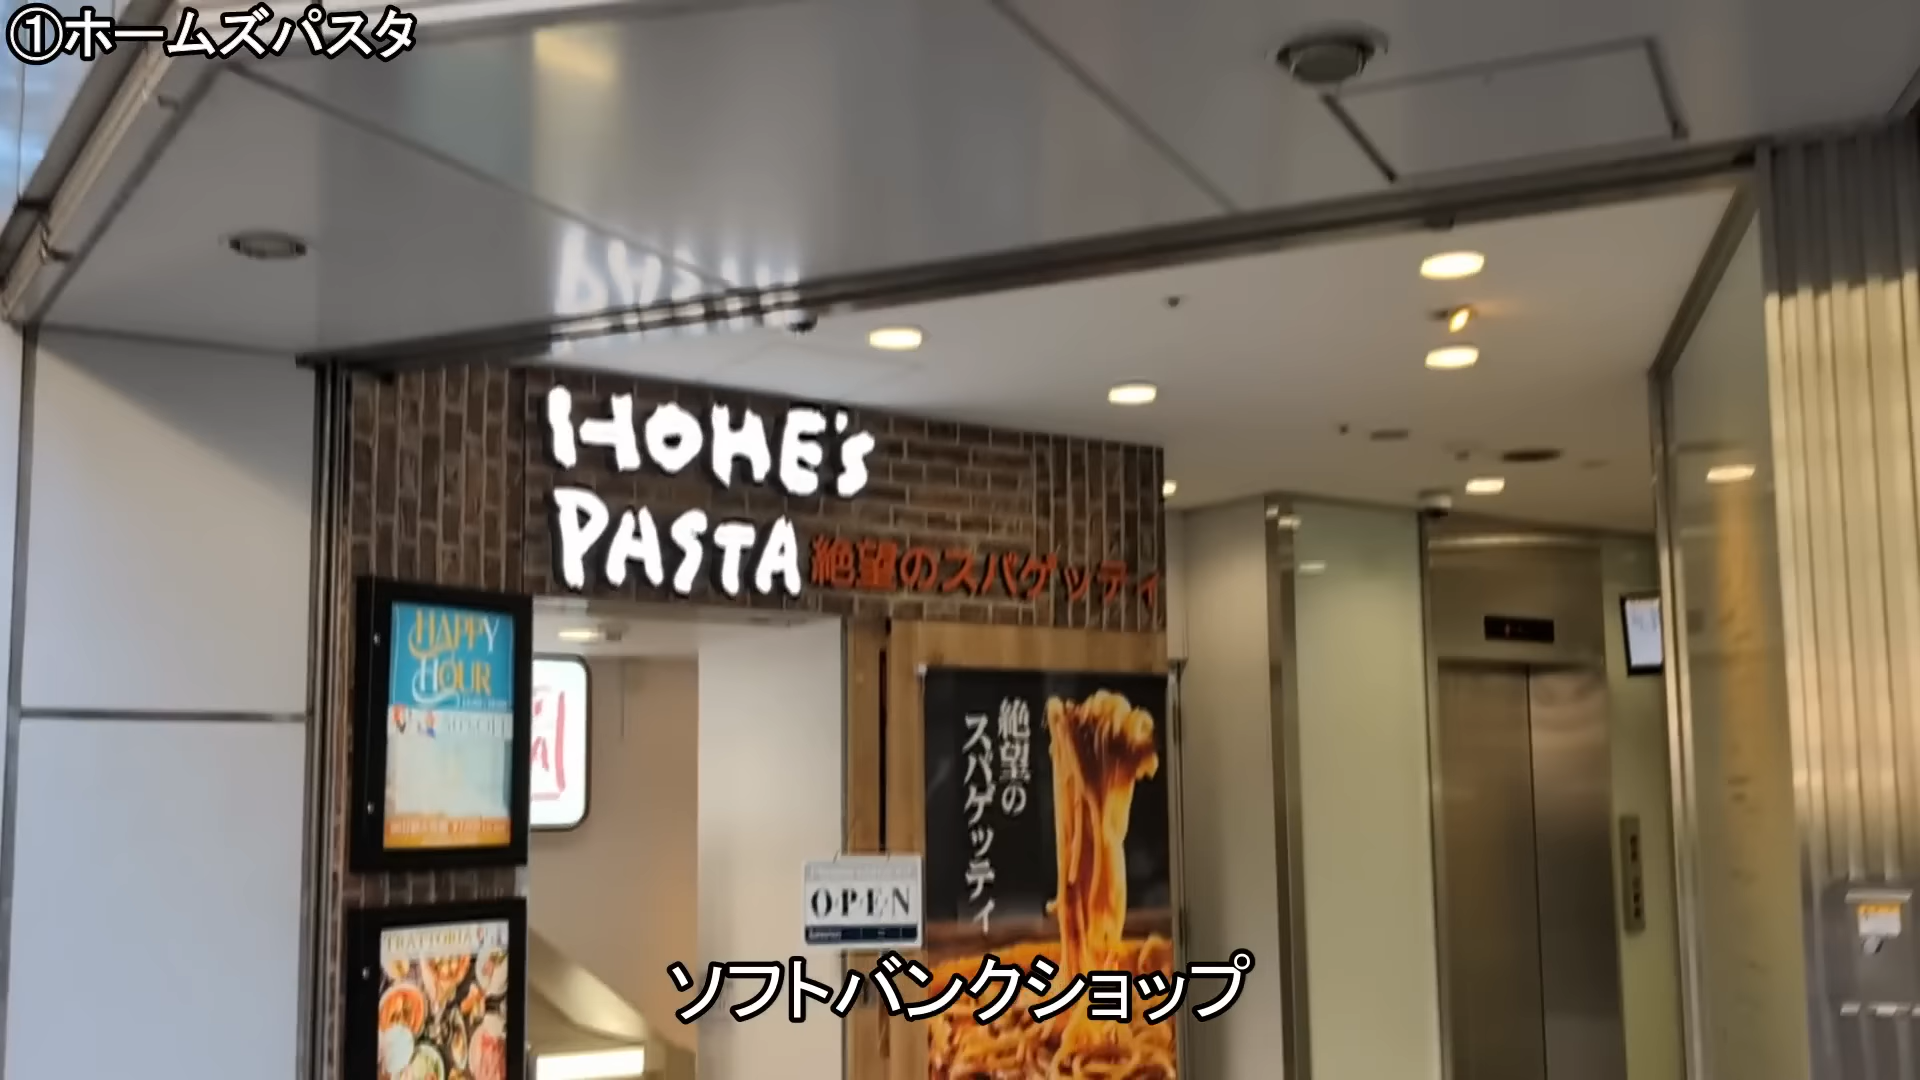 ①ホームズパスタ
HOME'S
PASTA
絶望のスパゲッティ
HAPPY
HOUR
絶望の
スパゲッティ
OPEN
TRATTORIA
ソフトバンクショップ